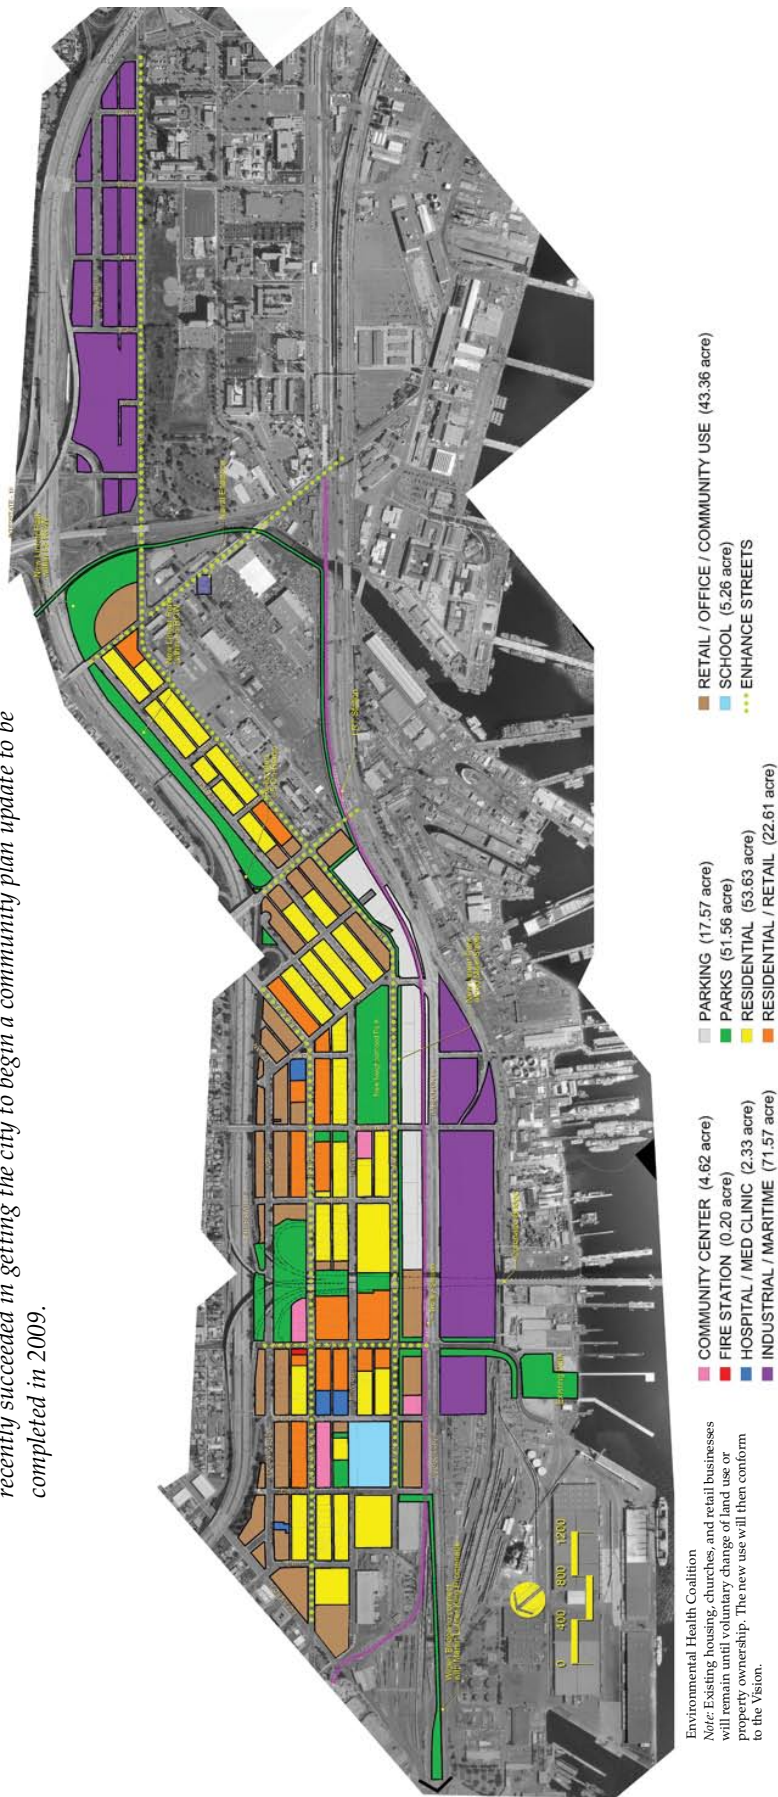 recently succeeded in getting the city to begin a community plan update to be
completed in 2009.
New Neighborhood Park
0 400 800 1200
Environmental Health Coalition
Note: Existing housing, churches, and retail businesses
will remain until voluntary change of land use or
property ownership. The new use will then conform
to the Vision.
COMMUNITY CENTER (4.62 acre)
FIRE STATION (0.20 acre)
HOSPITAL / MED CLINIC (2.33 acre)
INDUSTRIAL / MARITIME (71.57 acre)
PARKING (17.57 acre)
PARKS (51.56 acre)
RESIDENTIAL (53.63 acre)
RESIDENTIAL / RETAIL (22.61 acre)
RETAIL / OFFICE / COMMUNITY USE (43.36 acre)
SCHOOL (5.26 acre)
ENHANCE STREETS